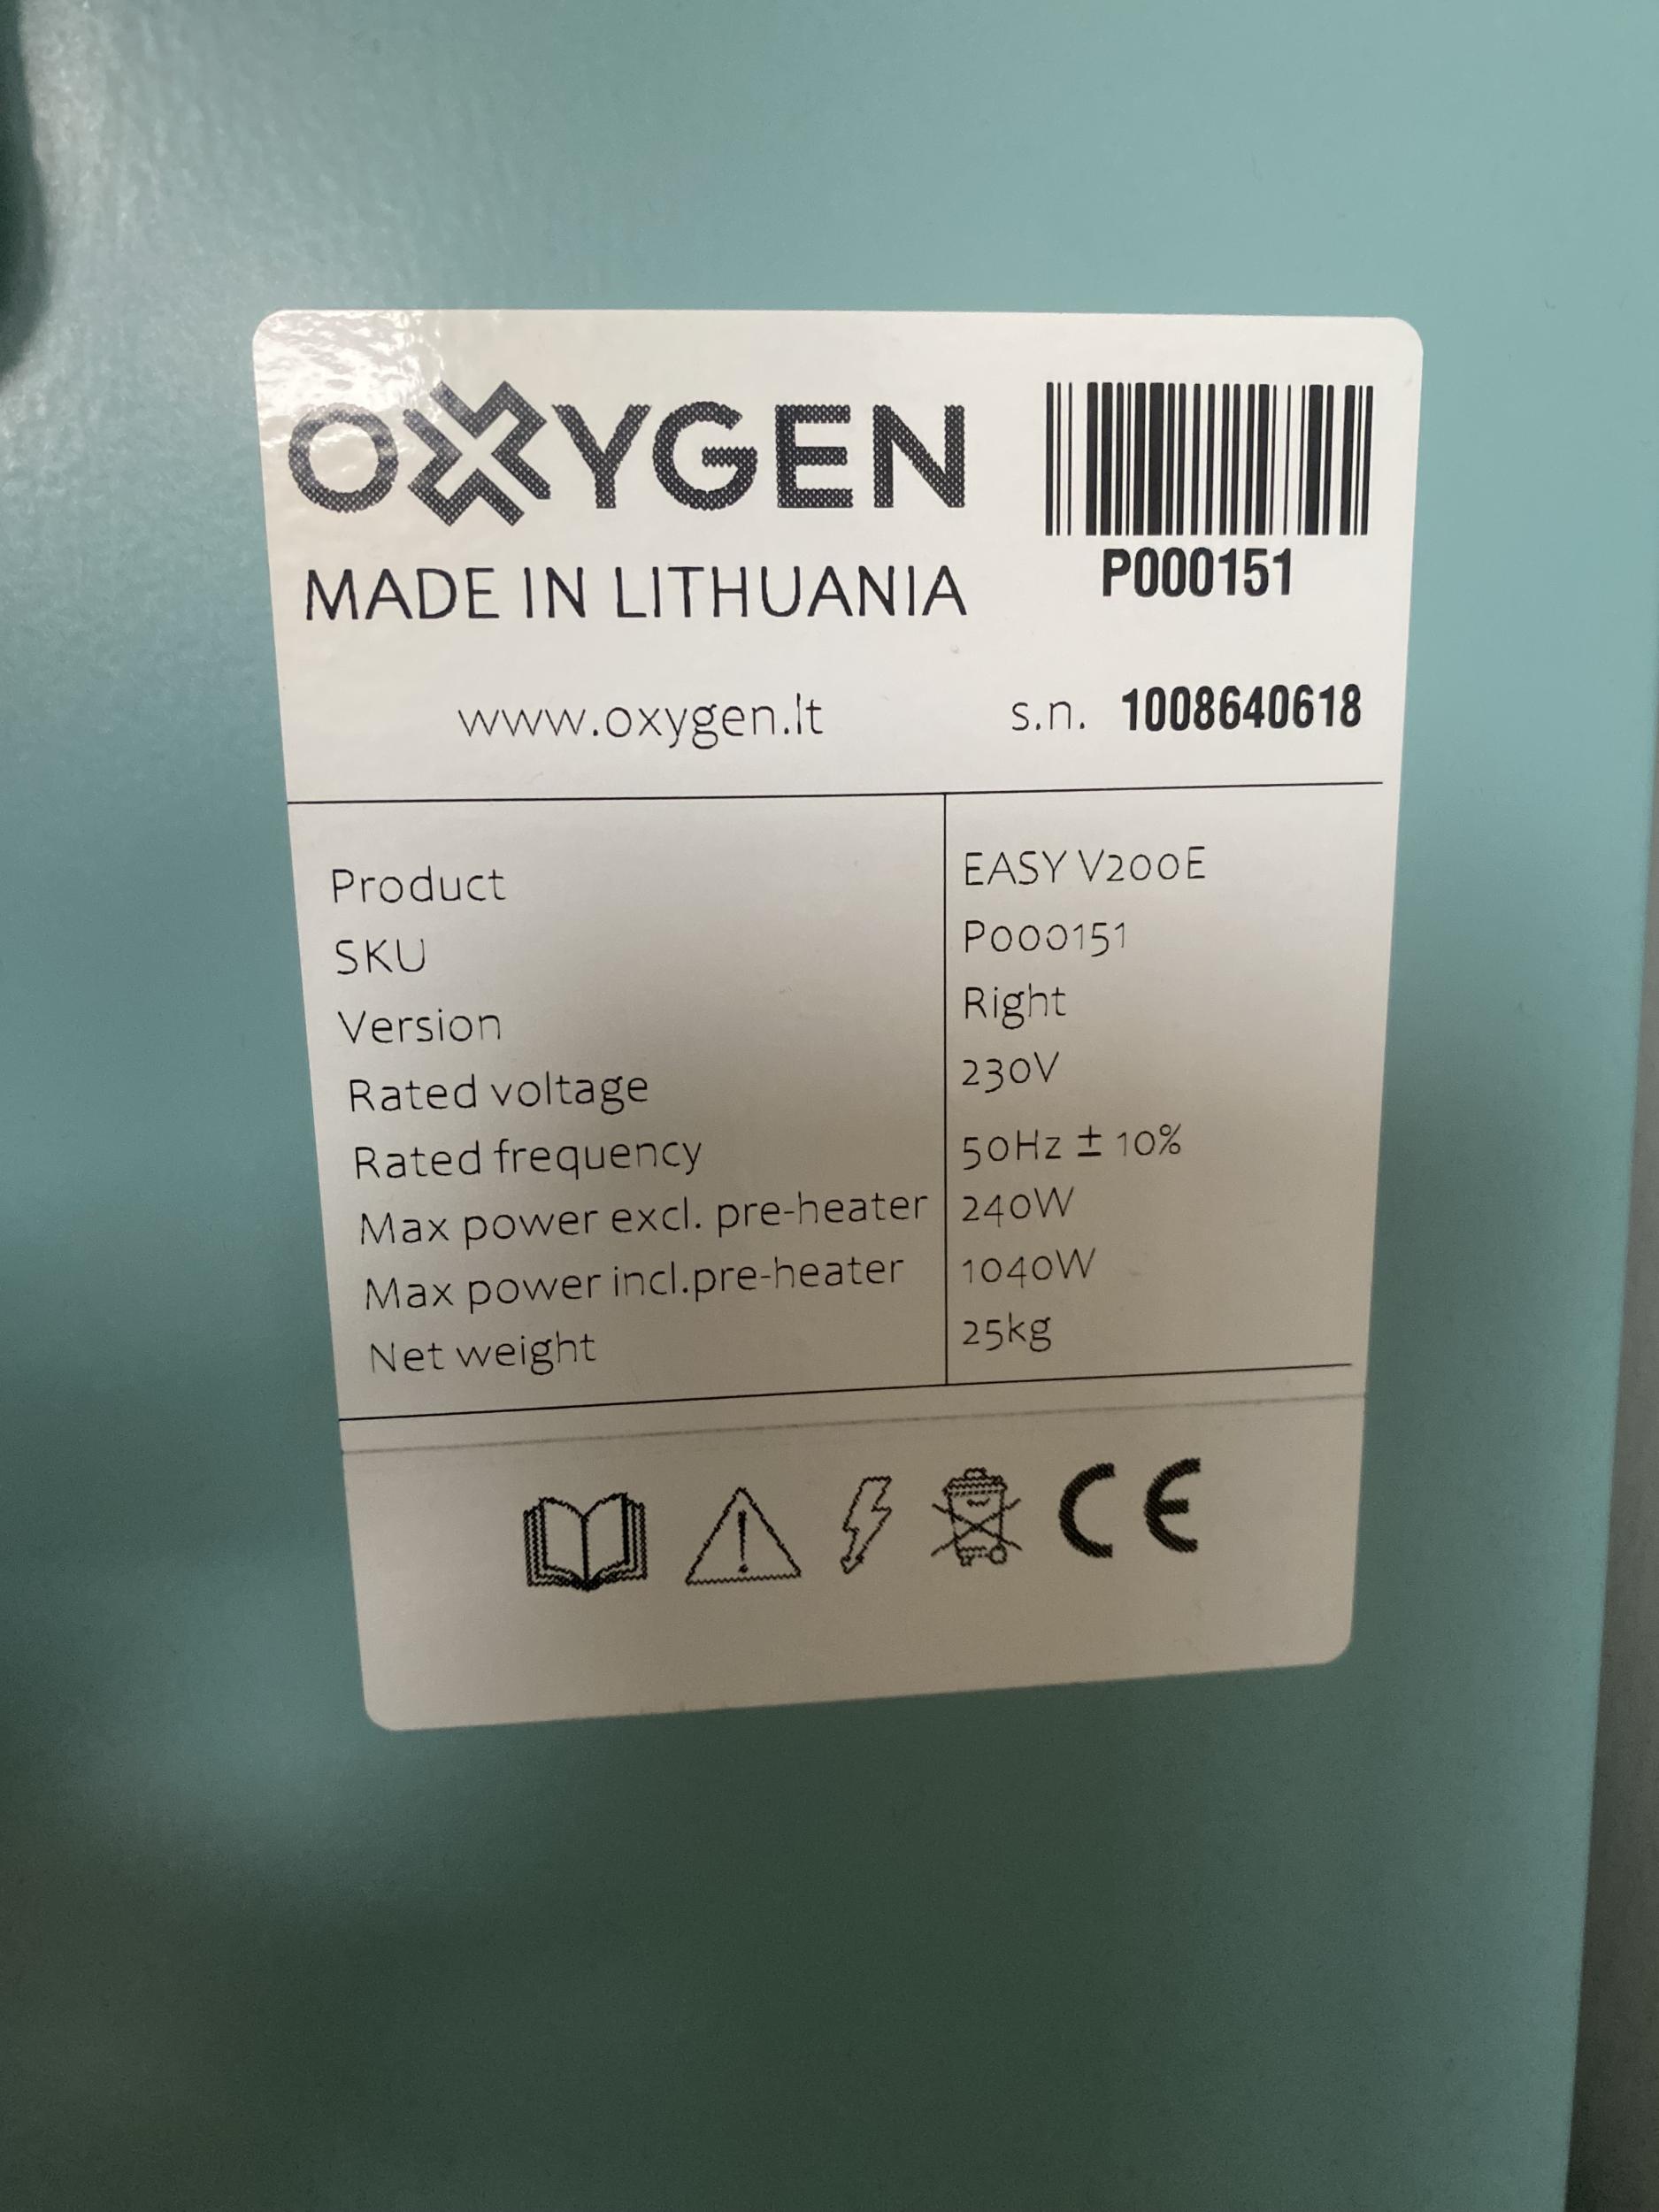 OXYGEN
MADE IN LITHUANIA
P000151
www.oxygen.lt
s.n. 1008640618
Product EASY V200E
SKU P000151
Version Right
Rated voltage 230V
Rated frequency 50Hz ± 10%
Max power excl. pre-heater 240W
Max power incl.pre-heater 1040W
Net weight 25kg
CE